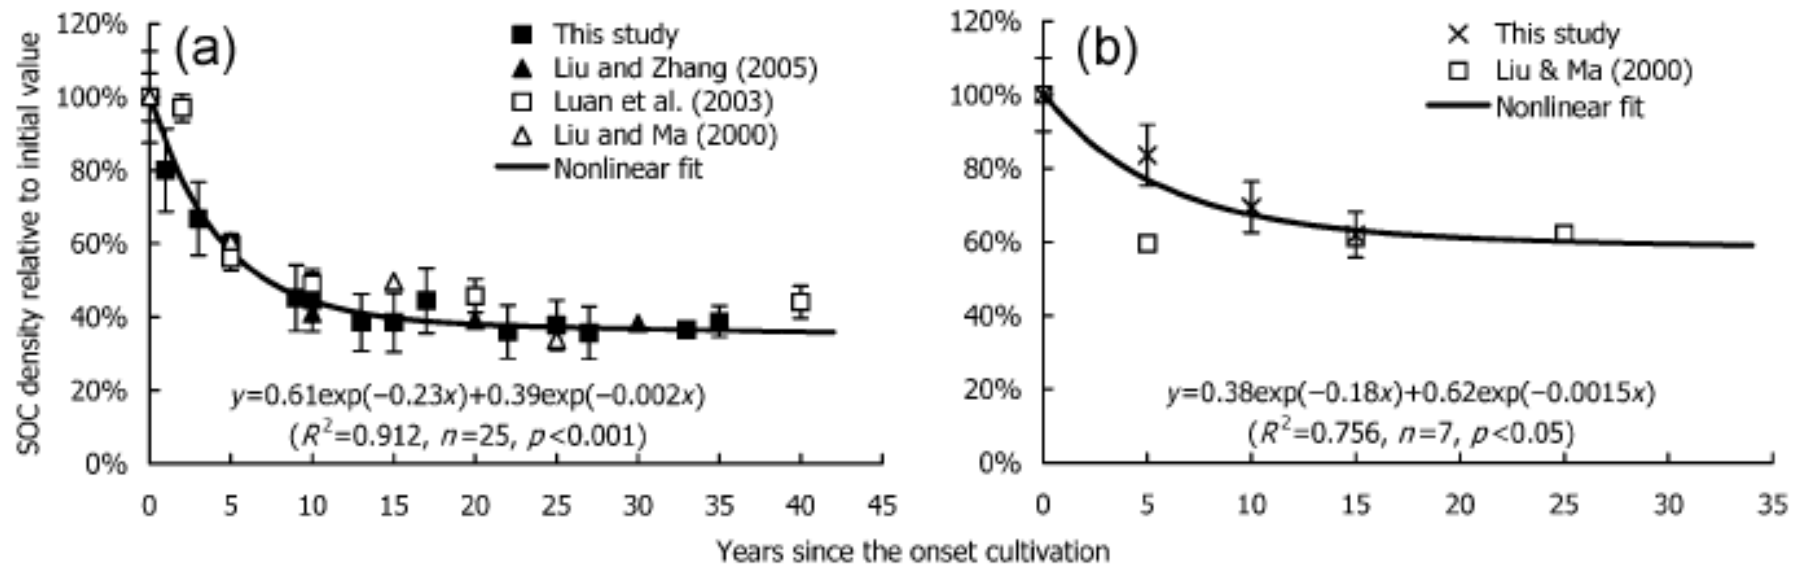 SOC density relative to initial value
120%
100%
80%
60%
40%
20%
0%
(a)
This study
Liu and Zhang (2005)
Luan et al. (2003)
Liu and Ma (2000)
Nonlinear fit
y=0.61exp(−0.23x)+0.39exp(−0.002x)
(R²=0.912, n=25, p<0.001)
0 5 10 15 20 25 30 35 40 45
120%
100%
80%
60%
40%
20%
0%
(b)
This study
Liu & Ma (2000)
Nonlinear fit
y=0.38exp(−0.18x)+0.62exp(−0.0015x)
(R²=0.756, n=7, p<0.05)
0 5 10 15 20 25 30 35
Years since the onset cultivation